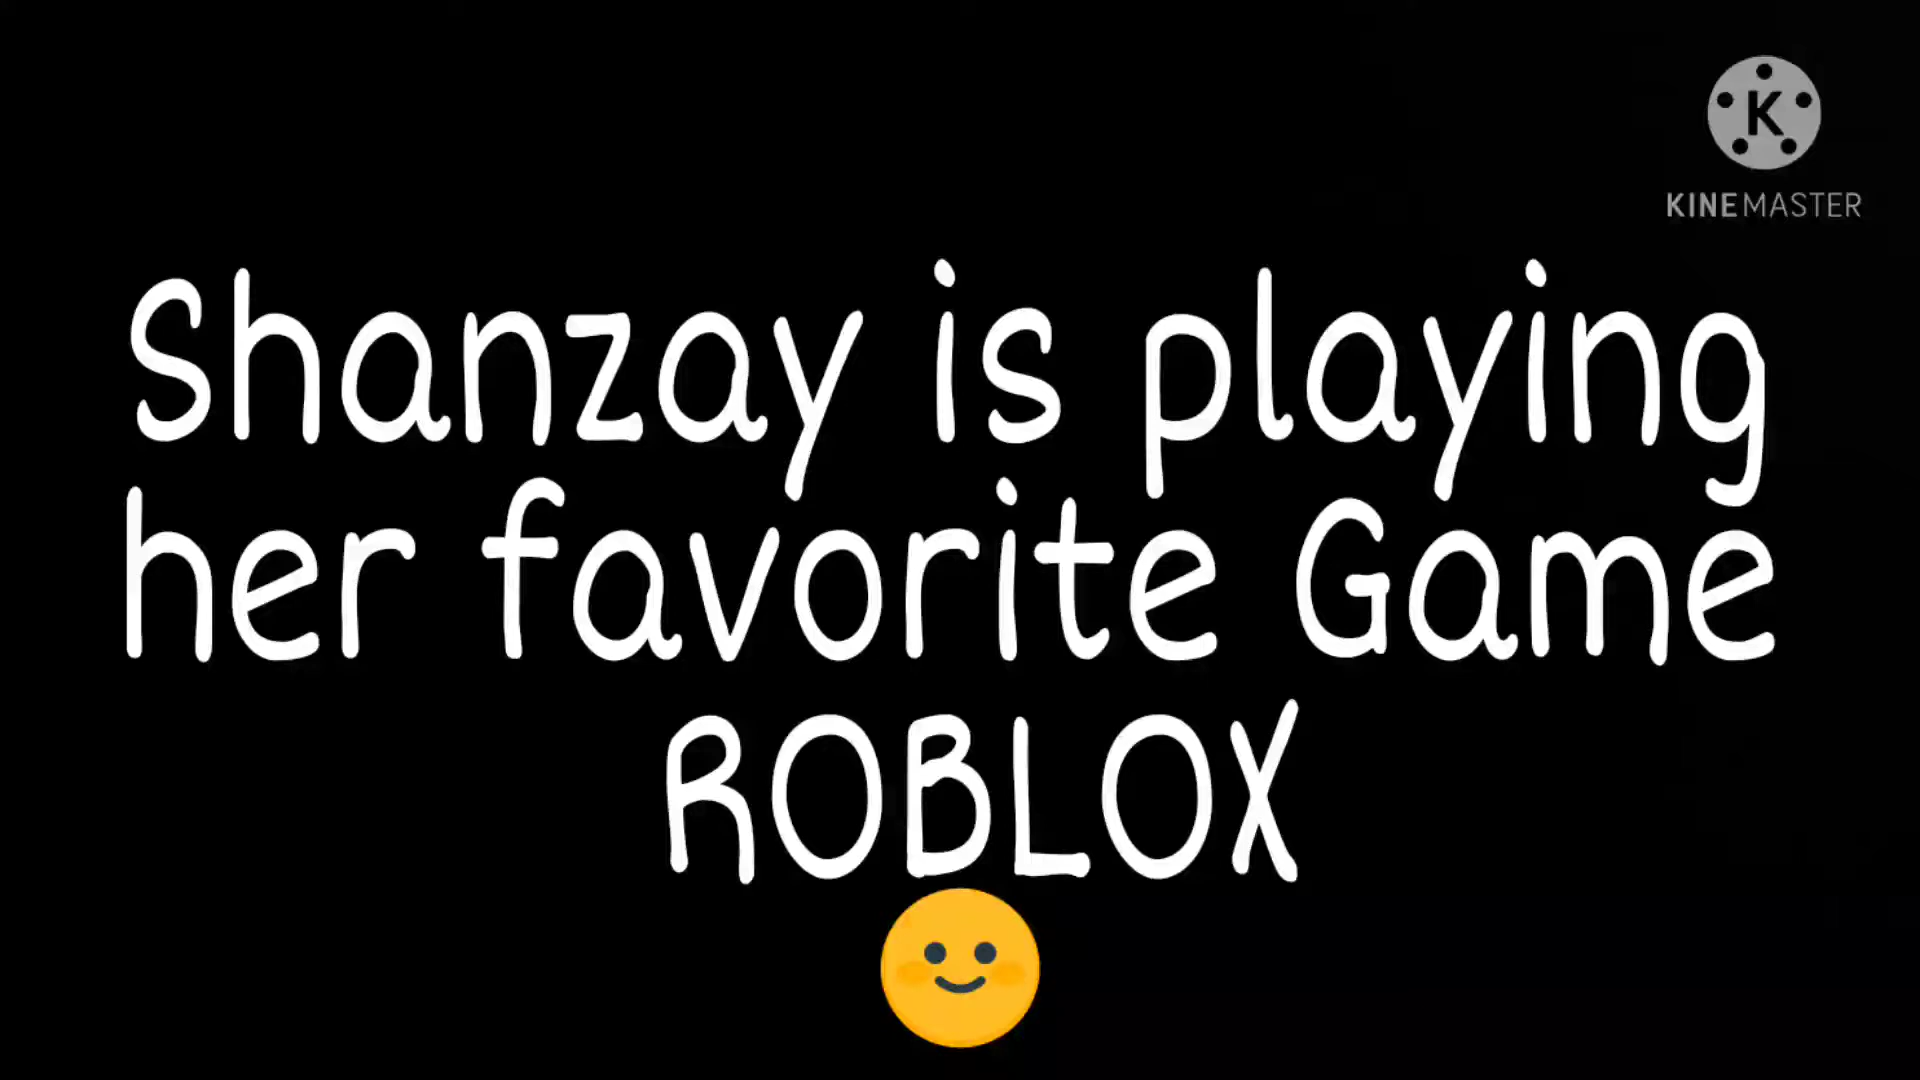 K
KINEMASTER
Shanzay is playing
her favorite Game
ROBLOX